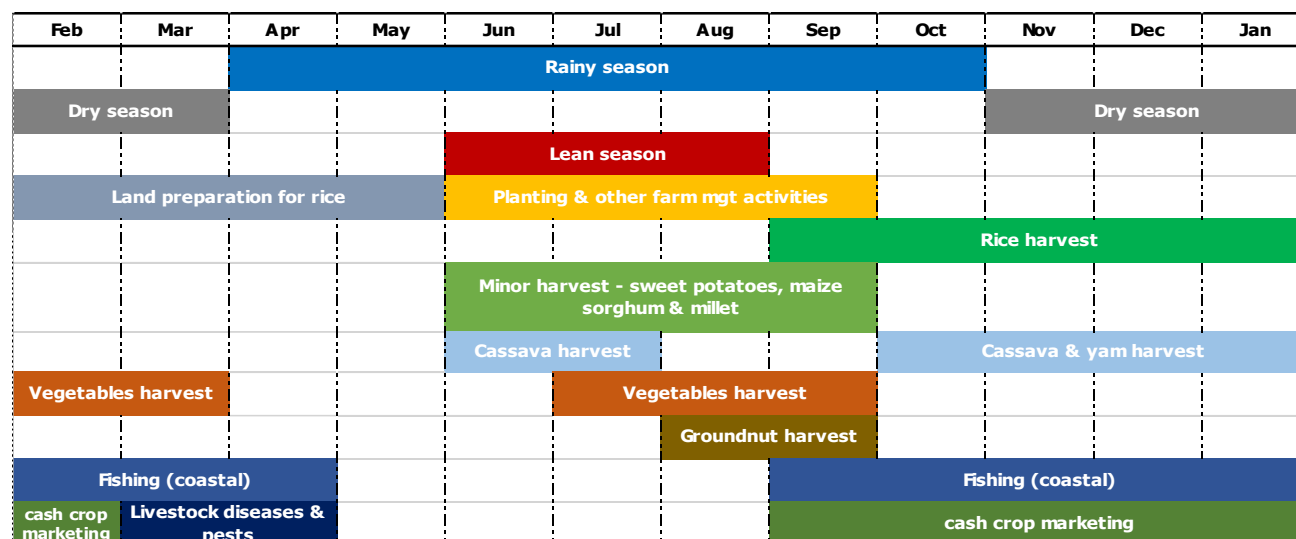 Feb Mar Apr May Jun Jul Aug Sep Oct Nov Dec Jan
Rainy season
Dry season Dry season
Lean season
Land preparation for rice Planting & other farm mgt activities
Rice harvest
Minor harvest - sweet potatoes, maize
sorghum & millet
Cassava harvest Cassava & yam harvest
Vegetables harvest Vegetables harvest
Groundnut harvest
Fishing (coastal) Fishing (coastal)
cash crop
marketing
Livestock diseases &
pests
cash crop marketing